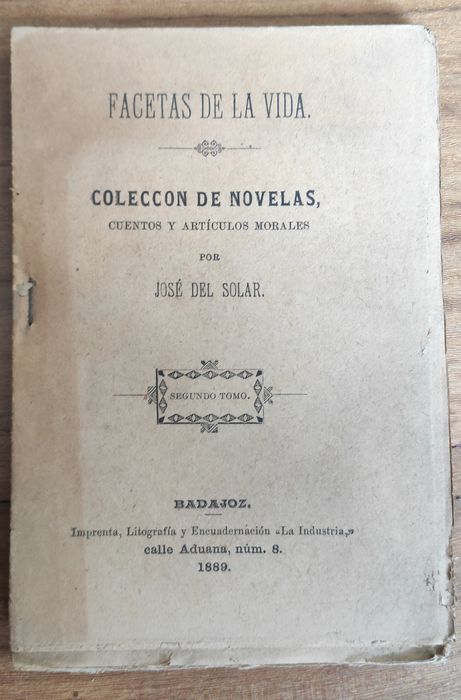 FACETAS DE LA VIDA.
COLECCON DE NOVELAS,
CUENTOS Y ARTÍCULOS MORALES
POR
JOSÉ DEL SOLAR.
SEGUNDO TOMO.
BADAJOZ.
Imprenta, Litografía y Encuadernación «La Industria,»
calle Aduana, núm. 8.
1889.